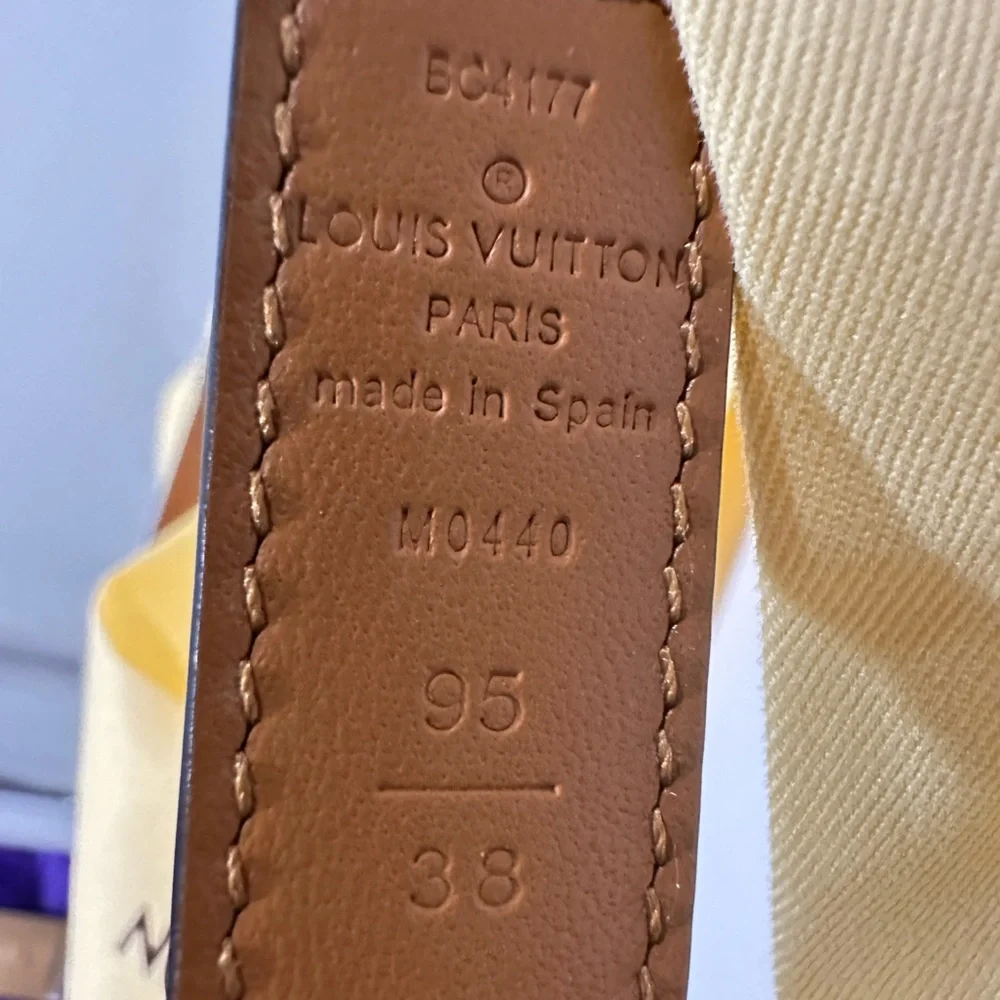 BC4177
®
LOUIS VUITTON
PARIS
made in Spain
M0440
95
38